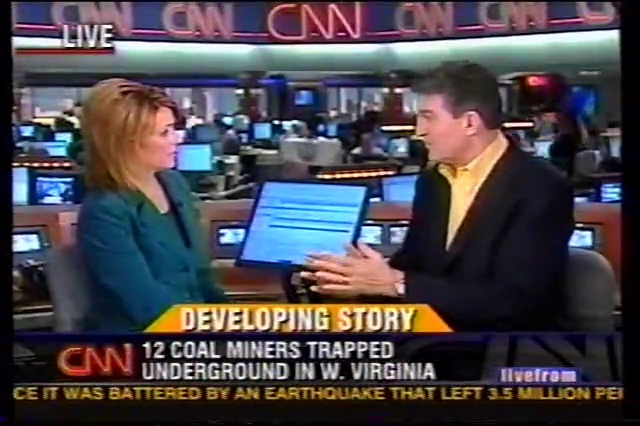 CNN CNN CNN CNN CNN
LIVE
DEVELOPING STORY
CNN
12 COAL MINERS TRAPPED
UNDERGROUND IN W. VIRGINIA
livefrom
CE IT WAS BATTERED BY AN EARTHQUAKE THAT LEFT 3.5 MILLION PE